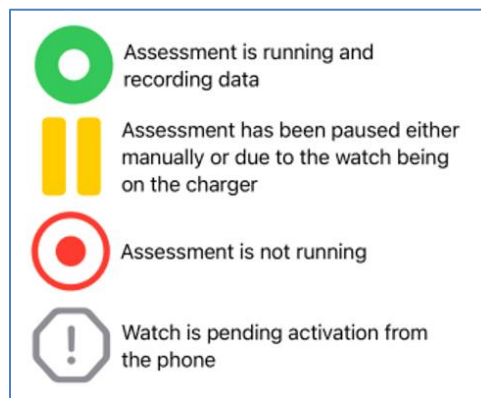 Assessment is running and
recording data
Assessment has been paused either
manually or due to the watch being
on the charger
Assessment is not running
Watch is pending activation from
the phone